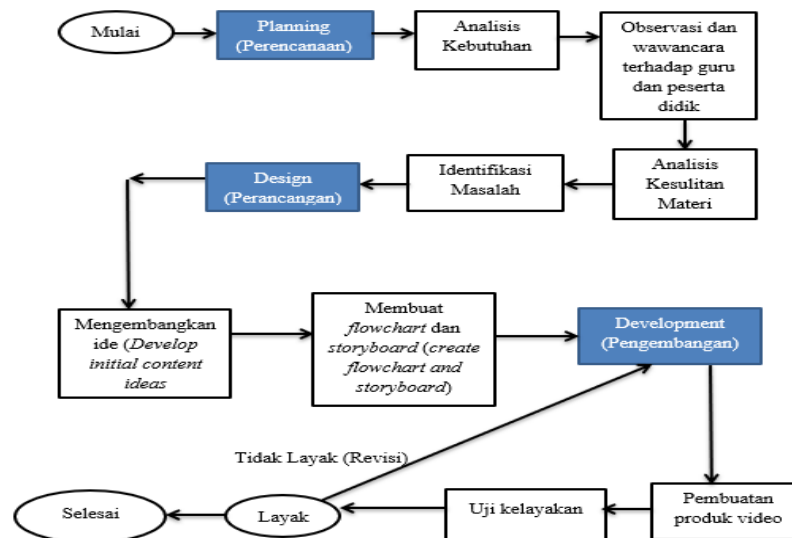 Mulai
Planning
(Perencanaan)
Analisis
Kebutuhan
Observasi dan
wawancara
terhadap guru
dan peserta
didik
Analisis
Kesulitan
Materi
Identifikasi
Masalah
Design
(Perancangan)
Mengembangkan
ide (Develop
initial content
ideas
Membuat
flowchart dan
storyboard (create
flowchart and
storyboard)
Development
(Pengembangan)
Pembuatan
produk video
Uji kelayakan
Layak
Tidak Layak (Revisi)
Selesai